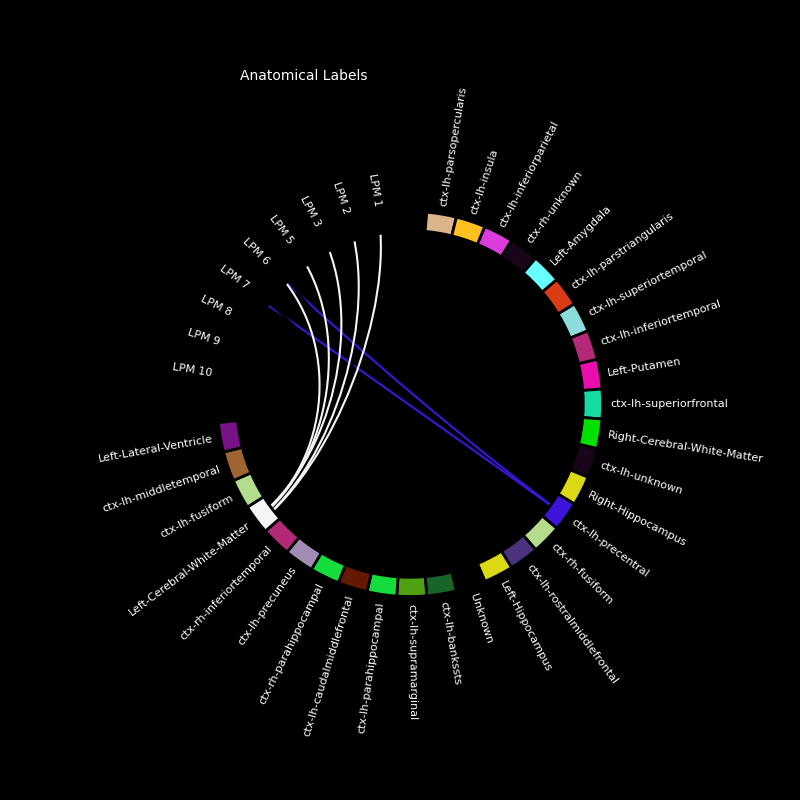 Anatomical Labels
LPM 1
LPM 2
LPM 3
LPM 5
LPM 6
LPM 7
LPM 8
LPM 9
LPM 10
Left-Lateral-Ventricle
ctx-lh-middletemporal
ctx-lh-fusiform
Left-Cerebral-White-Matter
ctx-rh-inferiortemporal
ctx-lh-precuneus
ctx-rh-parahippocampal
ctx-lh-caudalmiddlefrontal
ctx-lh-parahippocampal
ctx-lh-supramarginal
ctx-lh-bankssts
Unknown
Left-Hippocampus
ctx-lh-rostralmiddlefrontal
ctx-rh-fusiform
ctx-lh-precentral
Right-Hippocampus
ctx-lh-unknown
Right-Cerebral-White-Matter
ctx-lh-superiorfrontal
Left-Putamen
ctx-lh-inferiortemporal
ctx-lh-superiortemporal
ctx-lh-parstriangularis
Left-Amygdala
ctx-rh-unknown
ctx-lh-inferiorparietal
ctx-lh-insula
ctx-lh-parsopercularis